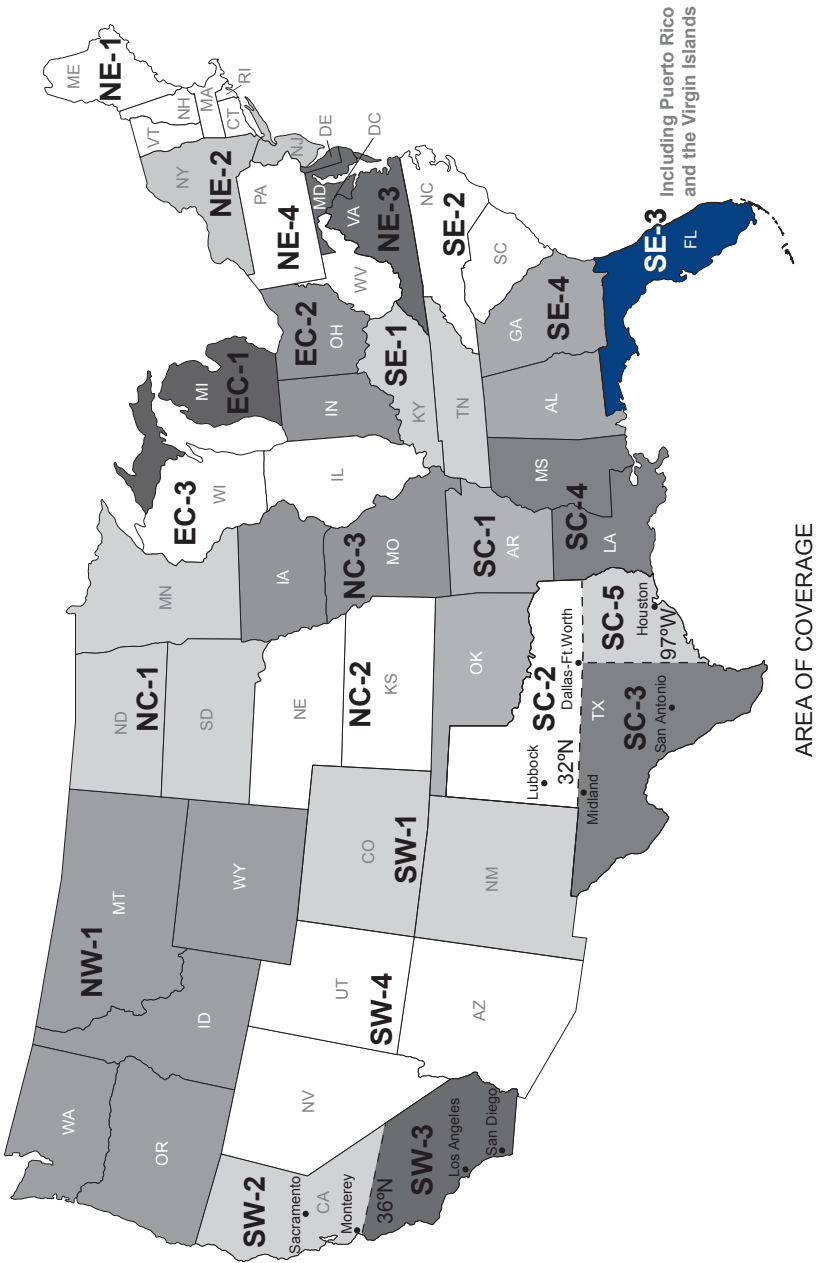 WA
OR
ID
MT
NW-1
WY
NV
UT
SW-4
AZ
CO
SW-1
NM
SW-2
Sacramento
CA
Monterey
36ºN
SW-3
Los Angeles
San Diego
ND
NC-1
SD
MN
NE
NC-2
KS
IA
NC-3
MO
OK
SC-1
AR
SC-2
Lubbock
Dallas-Ft.Worth
32ºN
Midland
TX
SC-3
San Antonio
SC-5
Houston
97ºW
SC-4
LA
MS
EC-3
WI
IL
MI
EC-1
EC-2
IN
OH
SE-1
KY
TN
AL
GA
SE-4
SE-3
FL
Including Puerto Rico
and the Virgin Islands
SE-2
NC
SC
WV
VA
NE-3
MD
DE
DC
PA
NE-4
NJ
NY
NE-2
VT
NH
MA
CT
RI
ME
NE-1
AREA OF COVERAGE